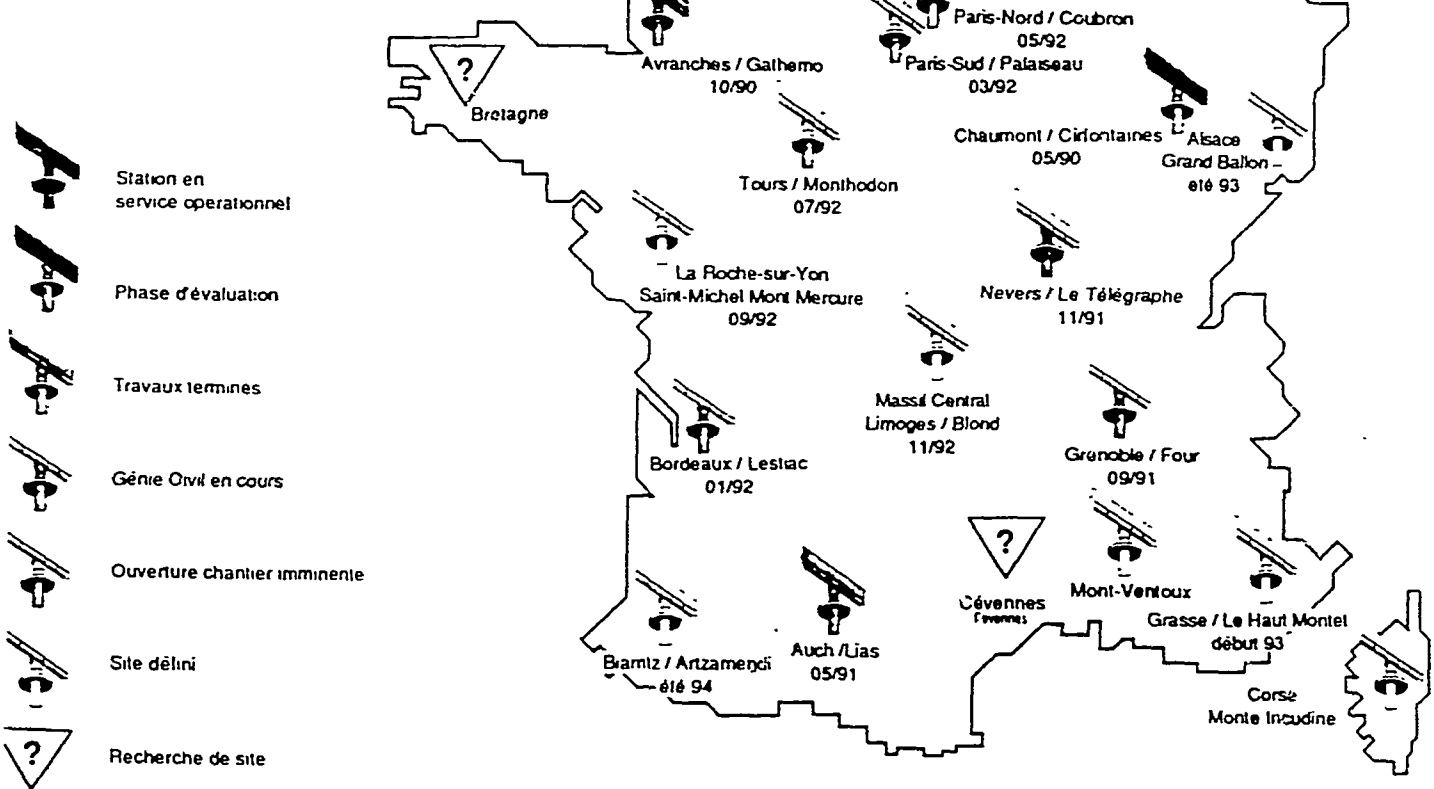 Paris-Nord / Coubron
05/92
Avranches / Gathemo
10/90
Paris-Sud / Palaiseau
03/92
?
Bretagne
Chaumont / Cirfontaines
05/90
Alsace
Grand Ballon –
été 93
Tours / Monthodon
07/92
La Roche-sur-Yon
Saint-Michel Mont Mercure
09/92
Nevers / Le Télégraphe
11/91
Massif Central
Limoges / Blond
11/92
Bordeaux / Lestiac
01/92
Grenoble / Four
09/91
?
Cévennes
Mont-Ventoux
Grasse / Le Haut Montet
début 93
Biarritz / Artzamendi
été 94
Auch /Lias
05/91
Corse
Monte Incudine
Station en
service operationnel
Phase d'évaluation
Travaux terminés
Génie Civil en cours
Ouverture chantier imminente
Site défini
?
Recherche de site